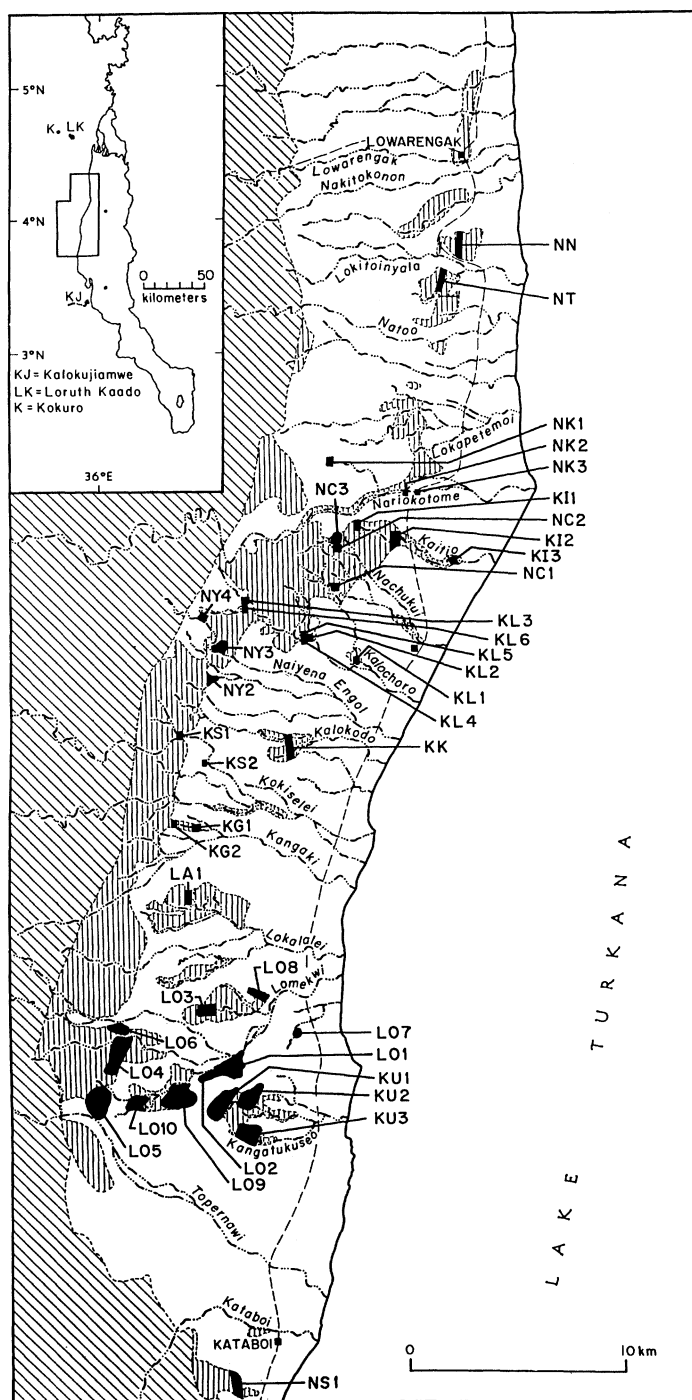 5°N
K LK
4°N
0 50
kilometers
KJ
3°N
KJ = Kalokujiamwe
LK = Loruth Kaado
K = Kokuro
36°E
LOWARENGAK
Lowarengak
Nakitokonon
NN
Lokitoinyala
NT
Natoo
Lokapetemoi
NK1
NK2
NK3
Nariokotome
NC3
KI1
NC2
Kaitio
KI2
KI3
NC1
Nachukui
NY4
KL3
KL6
NY3
KL5
KL2
Kalochoro
KL1
Naiyena Engol
NY2
KL4
KS1
Kalokodo
KK
KS2
Kokiselei
KG1
Kangaki
KG2
LA1
Lokalalei
LO8
Lomekwi
LO3
LO7
LO6
LO1
LO4
KU1
KU2
KU3
LO10
Kangatukuseo
LO5
LO2
LO9
Topernawi
LAKE TURKANA
Kataboi
KATABOI
0 10 km
NS1